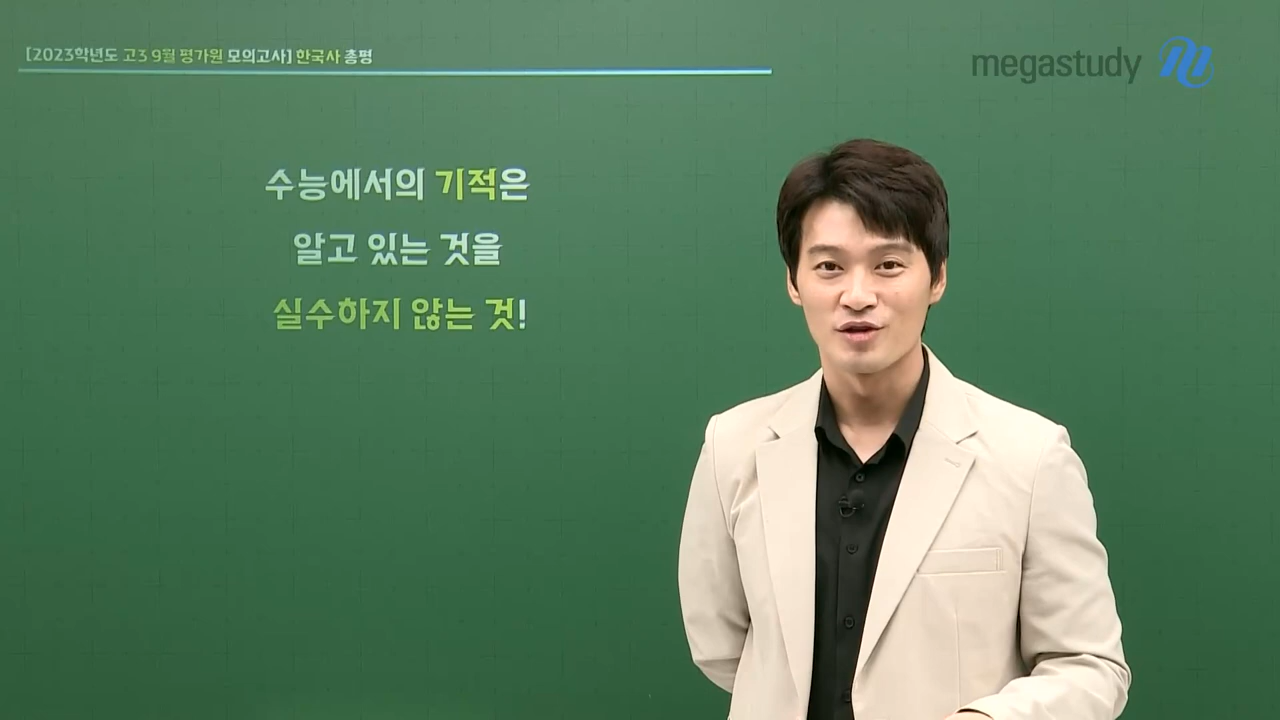 [2023학년도 고3 9월 평가원 모의고사] 한국사 총평
megastudy
수능에서의 기적은
알고 있는 것을
실수하지 않는 것!